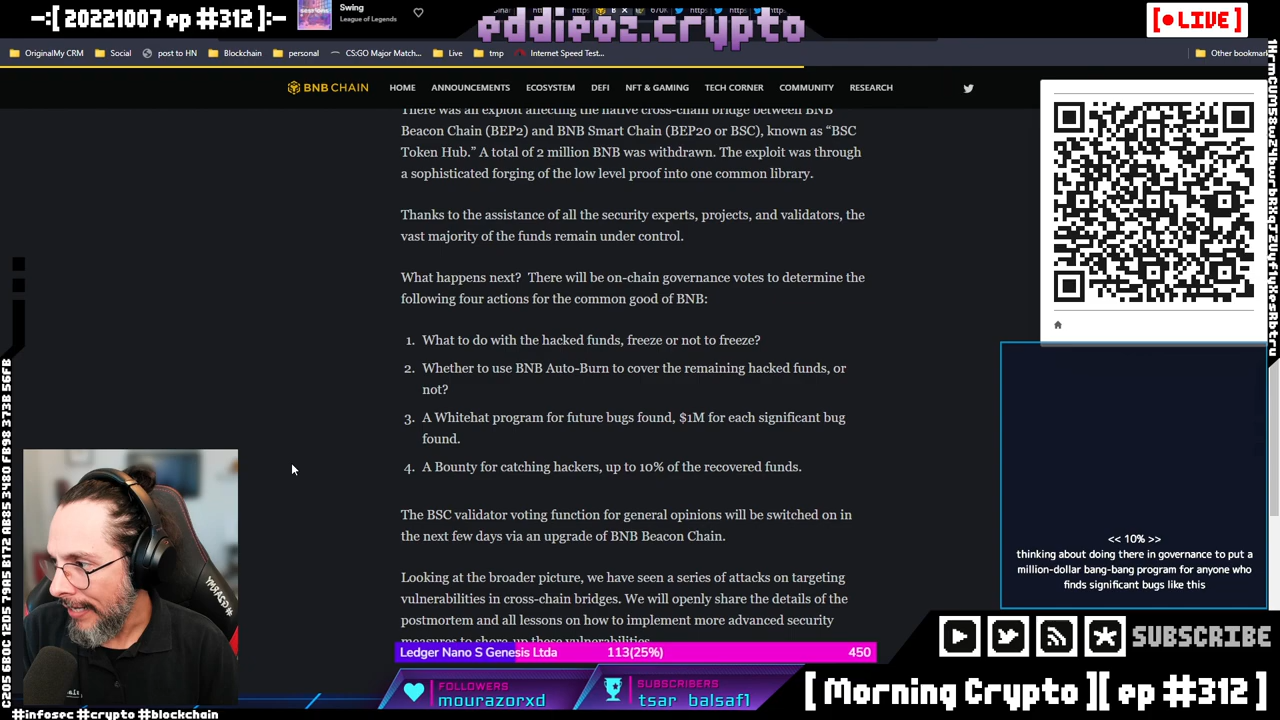 -:[ 20221007 ep #312 ]:-
Swing
League of Legends
eddieoz.crypto
[● LIVE]
OriginalMy CRM
Social
post to HN
Blockchain
personal
CS:GO Major Match...
Live
tmp
Internet Speed Test...
Other bookmar
BNB CHAIN
HOME
ANNOUNCEMENTS
ECOSYSTEM
DEFI
NFT & GAMING
TECH CORNER
COMMUNITY
RESEARCH
There was an exploit affecting the native cross-chain bridge between BNB
Beacon Chain (BEP2) and BNB Smart Chain (BEP20 or BSC), known as “BSC
Token Hub.” A total of 2 million BNB was withdrawn. The exploit was through
a sophisticated forging of the low level proof into one common library.
Thanks to the assistance of all the security experts, projects, and validators, the
vast majority of the funds remain under control.
What happens next? There will be on-chain governance votes to determine the
following four actions for the common good of BNB:
1. What to do with the hacked funds, freeze or not to freeze?
2. Whether to use BNB Auto-Burn to cover the remaining hacked funds, or
not?
3. A Whitehat program for future bugs found, $1M for each significant bug
found.
4. A Bounty for catching hackers, up to 10% of the recovered funds.
The BSC validator voting function for general opinions will be switched on in
the next few days via an upgrade of BNB Beacon Chain.
Looking at the broader picture, we have seen a series of attacks on targeting
vulnerabilities in cross-chain bridges. We will openly share the details of the
postmortem and all lessons on how to implement more advanced security
measures to shore up these vulnerabilities.
<< 10% >>
thinking about doing there in governance to put a
million-dollar bang-bang program for anyone who
finds significant bugs like this
Ledger Nano S Genesis Ltda 113(25%) 450
FOLLOWERS
mourazorxd
SUBSCRIBERS
tsar_balsaf1
SUBSCRIBE
[ Morning Crypto ][ ep #312 ]
#infosec #crypto #blockchain